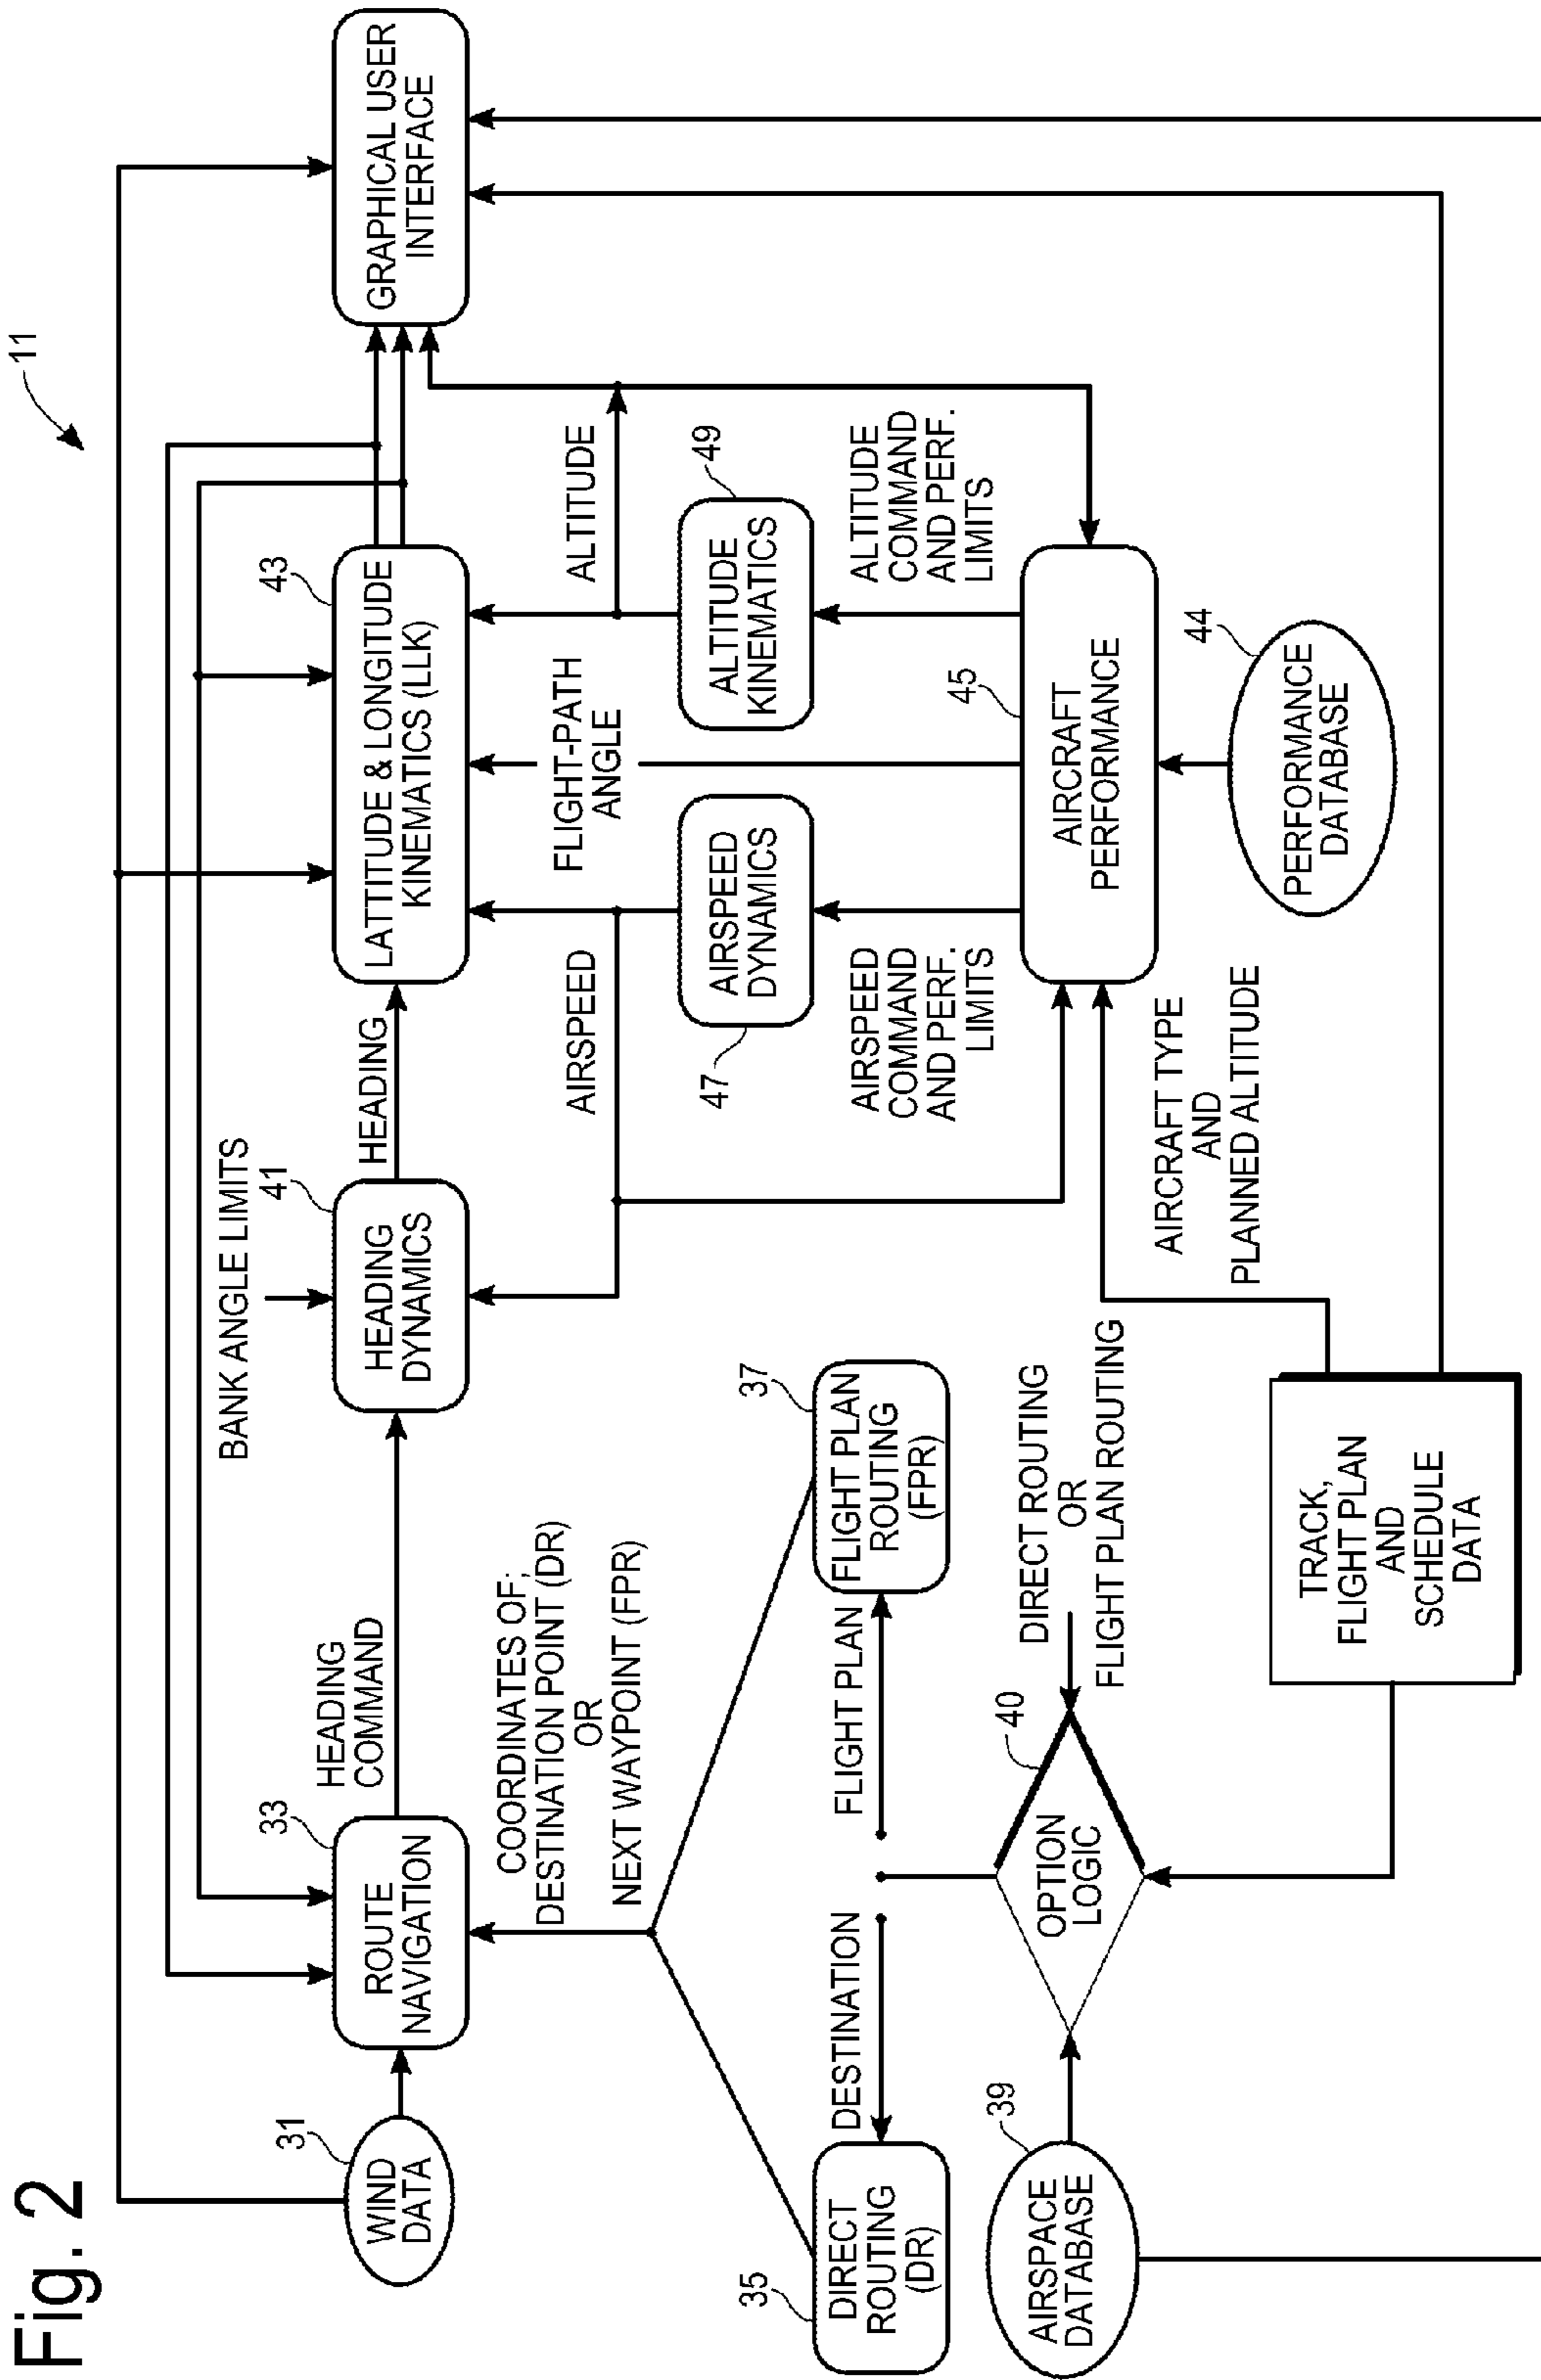 Fig. 2
11
31
WIND
DATA
33
ROUTE
NAVIGATION
HEADING
COMMAND
BANK ANGLE LIMITS
41
HEADING
DYNAMICS
HEADING
43
LATTITUDE & LONGITUDE
KINEMATICS (LLK)
GRAPHICAL USER
INTERFACE
COORDINATES OF;
DESTINATION POINT (DR)
OR
NEXT WAYPOINT (FPR)
AIRSPEED
FLIGHT-PATH
ANGLE
ALTITUDE
47
AIRSPEED
DYNAMICS
49
ALTITUDE
KINEMATICS
35
DIRECT
ROUTING
(DR)
DESTINATION
FLIGHT PLAN
37
FLIGHT PLAN
ROUTING
(FPR)
AIRSPEED
COMMAND
AND PERF.
LIMITS
ALTITUDE
COMMAND
AND PERF.
LIMITS
39
AIRSPACE
DATABASE
40
OPTION
LOGIC
DIRECT ROUTING
OR
FLIGHT PLAN ROUTING
45
AIRCRAFT
PERFORMANCE
AIRCRAFT TYPE
AND
PLANNED ALTITUDE
44
PERFORMANCE
DATABASE
TRACK,
FLIGHT PLAN
AND
SCHEDULE
DATA